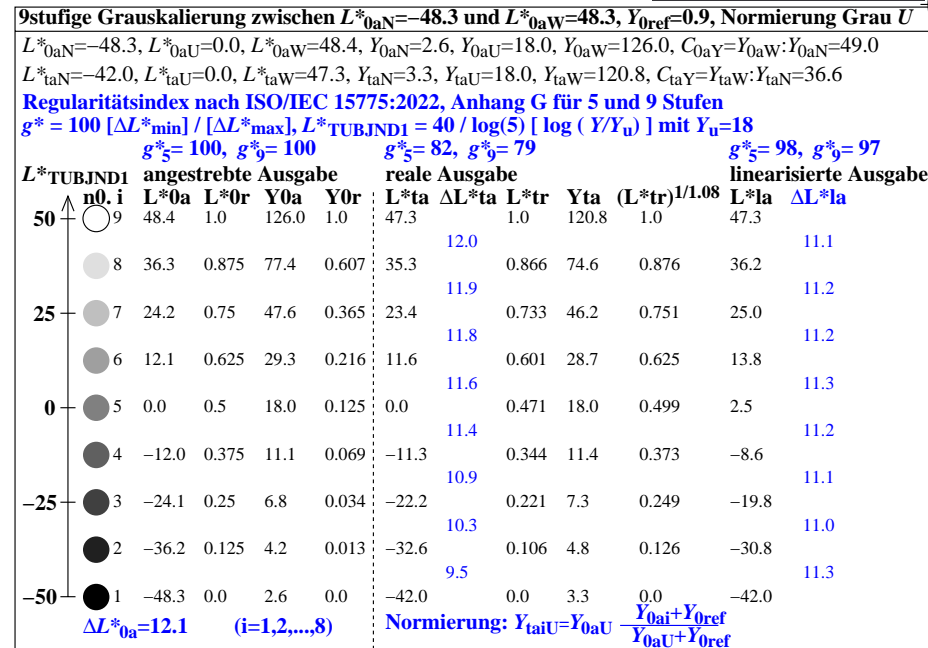 9stufige Grauskalierung zwischen L*0aN=−48.3 und L*0aW=48.3, Y0ref=0.9, Normierung Grau U
L*0aN=−48.3, L*0aU=0.0, L*0aW=48.4, Y0aN=2.6, Y0aU=18.0, Y0aW=126.0, C0aY=Y0aW:Y0aN=49.0
L*taN=−42.0, L*taU=0.0, L*taW=47.3, YtaN=3.3, YtaU=18.0, YtaW=120.8, CtaY=YtaW:YtaN=36.6
Regularitätsindex nach ISO/IEC 15775:2022, Anhang G für 5 und 9 Stufen
g* = 100 [ΔL*min] / [ΔL*max], L*TUBJND1 = 40 / log(5) [ log ( Y/Yu) ] mit Yu=18
g*5= 100, g*9= 100 g*5= 82, g*9= 79 g*5= 98, g*9= 97
L*TUBJND1 angestrebte Ausgabe reale Ausgabe linearisierte Ausgabe
n0. i L*0a L*0r Y0a Y0r L*ta ΔL*ta L*tr Yta (L*tr)1/1.08 L*la ΔL*la
50 9 48.4 1.0 126.0 1.0 47.3 1.0 120.8 1.0 47.3
12.0 11.1
8 36.3 0.875 77.4 0.607 35.3 0.866 74.6 0.876 36.2
11.9 11.2
25 7 24.2 0.75 47.6 0.365 23.4 0.733 46.2 0.751 25.0
11.8 11.2
6 12.1 0.625 29.3 0.216 11.6 0.601 28.7 0.625 13.8
11.6 11.3
0 5 0.0 0.5 18.0 0.125 0.0 0.471 18.0 0.499 2.5
11.4 11.2
4 −12.0 0.375 11.1 0.069 −11.3 0.344 11.4 0.373 −8.6
10.9 11.1
−25 3 −24.1 0.25 6.8 0.034 −22.2 0.221 7.3 0.249 −19.8
10.3 11.0
2 −36.2 0.125 4.2 0.013 −32.6 0.106 4.8 0.126 −30.8
9.5 11.3
−50 1 −48.3 0.0 2.6 0.0 −42.0 0.0 3.3 0.0 −42.0
ΔL*0a=12.1 (i=1,2,...,8) Normierung: YtaiU=Y0aU Y0ai+Y0ref
Y0aU+Y0ref